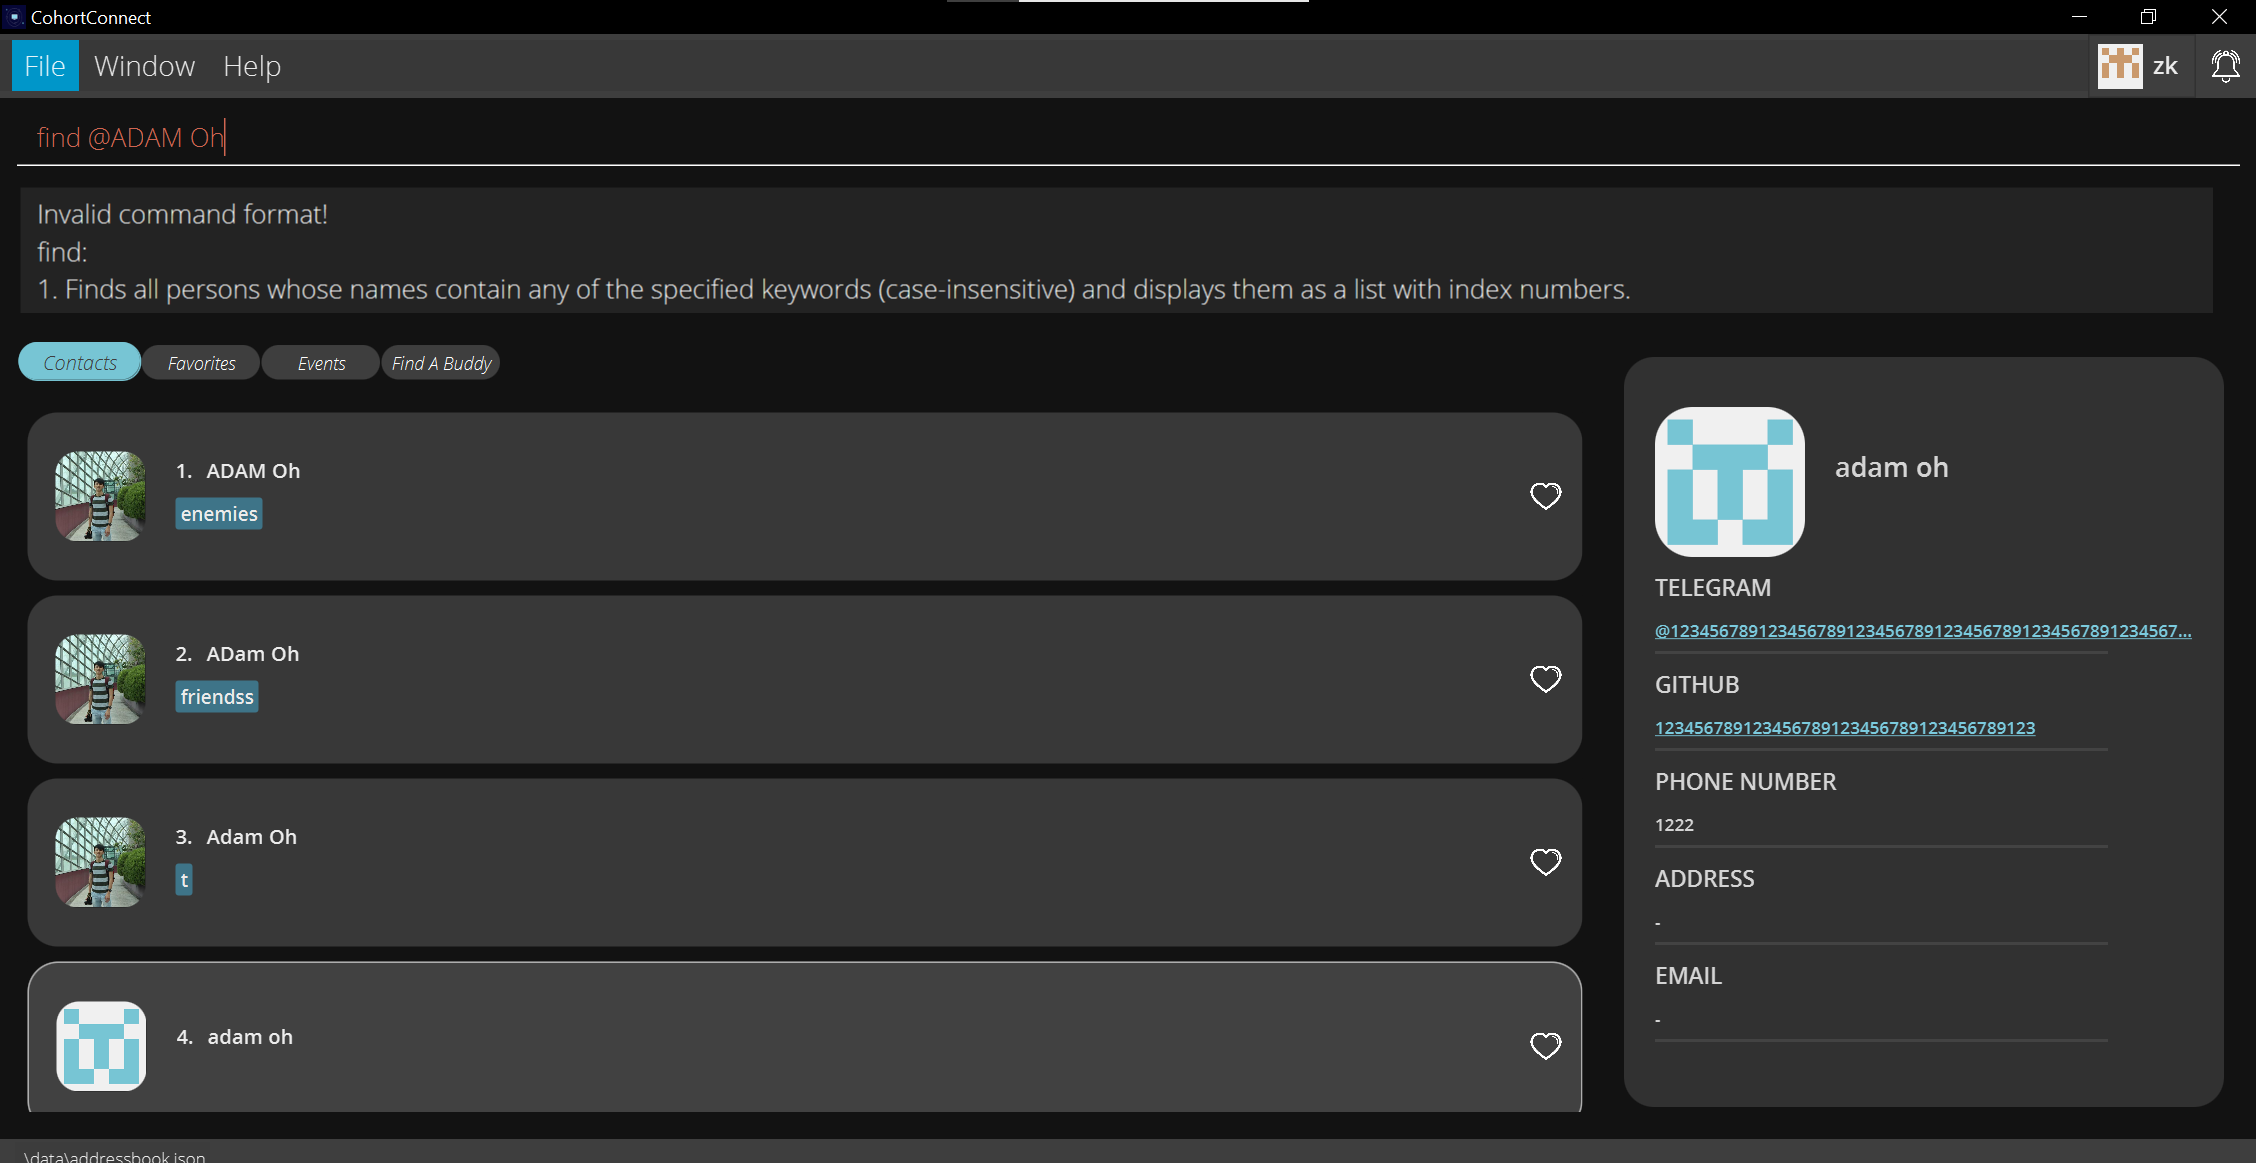 CohortConnect
File Window Help
zk
find @ADAM Oh
Invalid command format!
find:
1. Finds all persons whose names contain any of the specified keywords (case-insensitive) and displays them as a list with index numbers.
Contacts Favorites Events Find A Buddy
1. ADAM Oh
enemies
2. ADam Oh
friendss
3. Adam Oh
t
4. adam oh
adam oh
TELEGRAM
@1234567891234567891234567891234567891234567891234567...
GITHUB
123456789123456789123456789123456789123
PHONE NUMBER
1222
ADDRESS
-
EMAIL
-
\data\addressbook.json